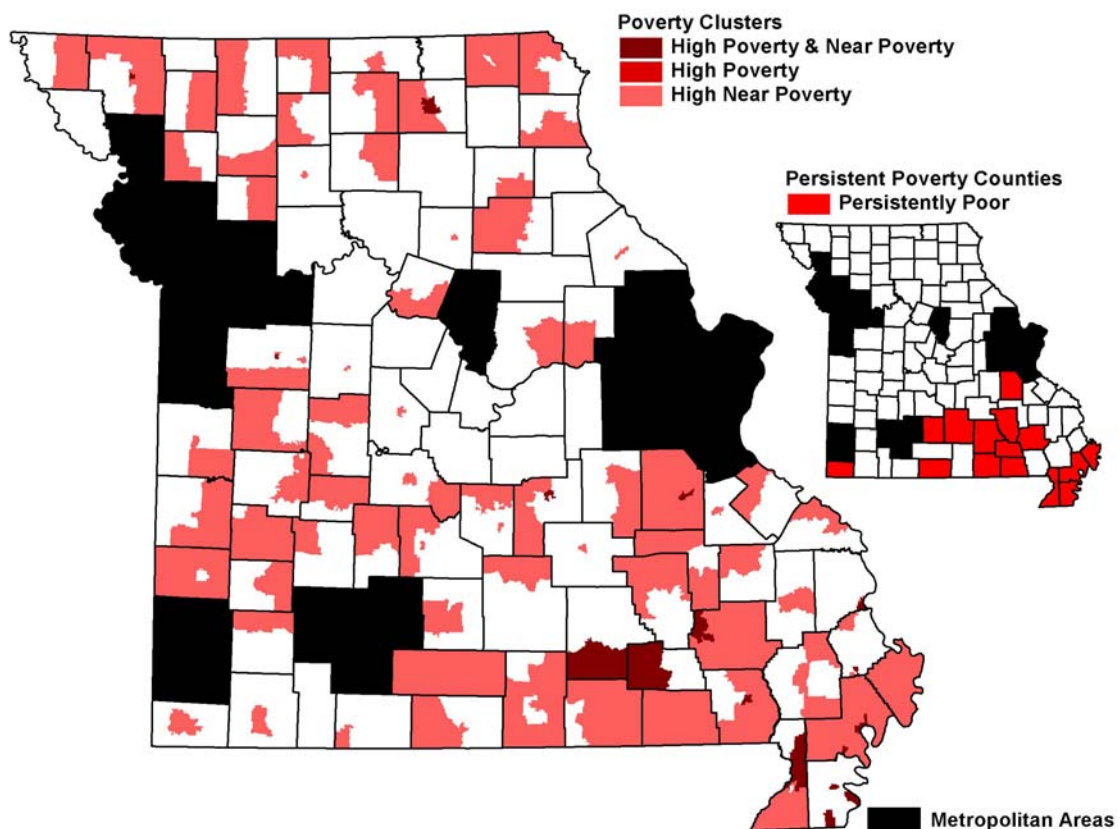 Poverty Clusters
High Poverty & Near Poverty
High Poverty
High Near Poverty
Persistent Poverty Counties
Persistently Poor
Metropolitan Areas